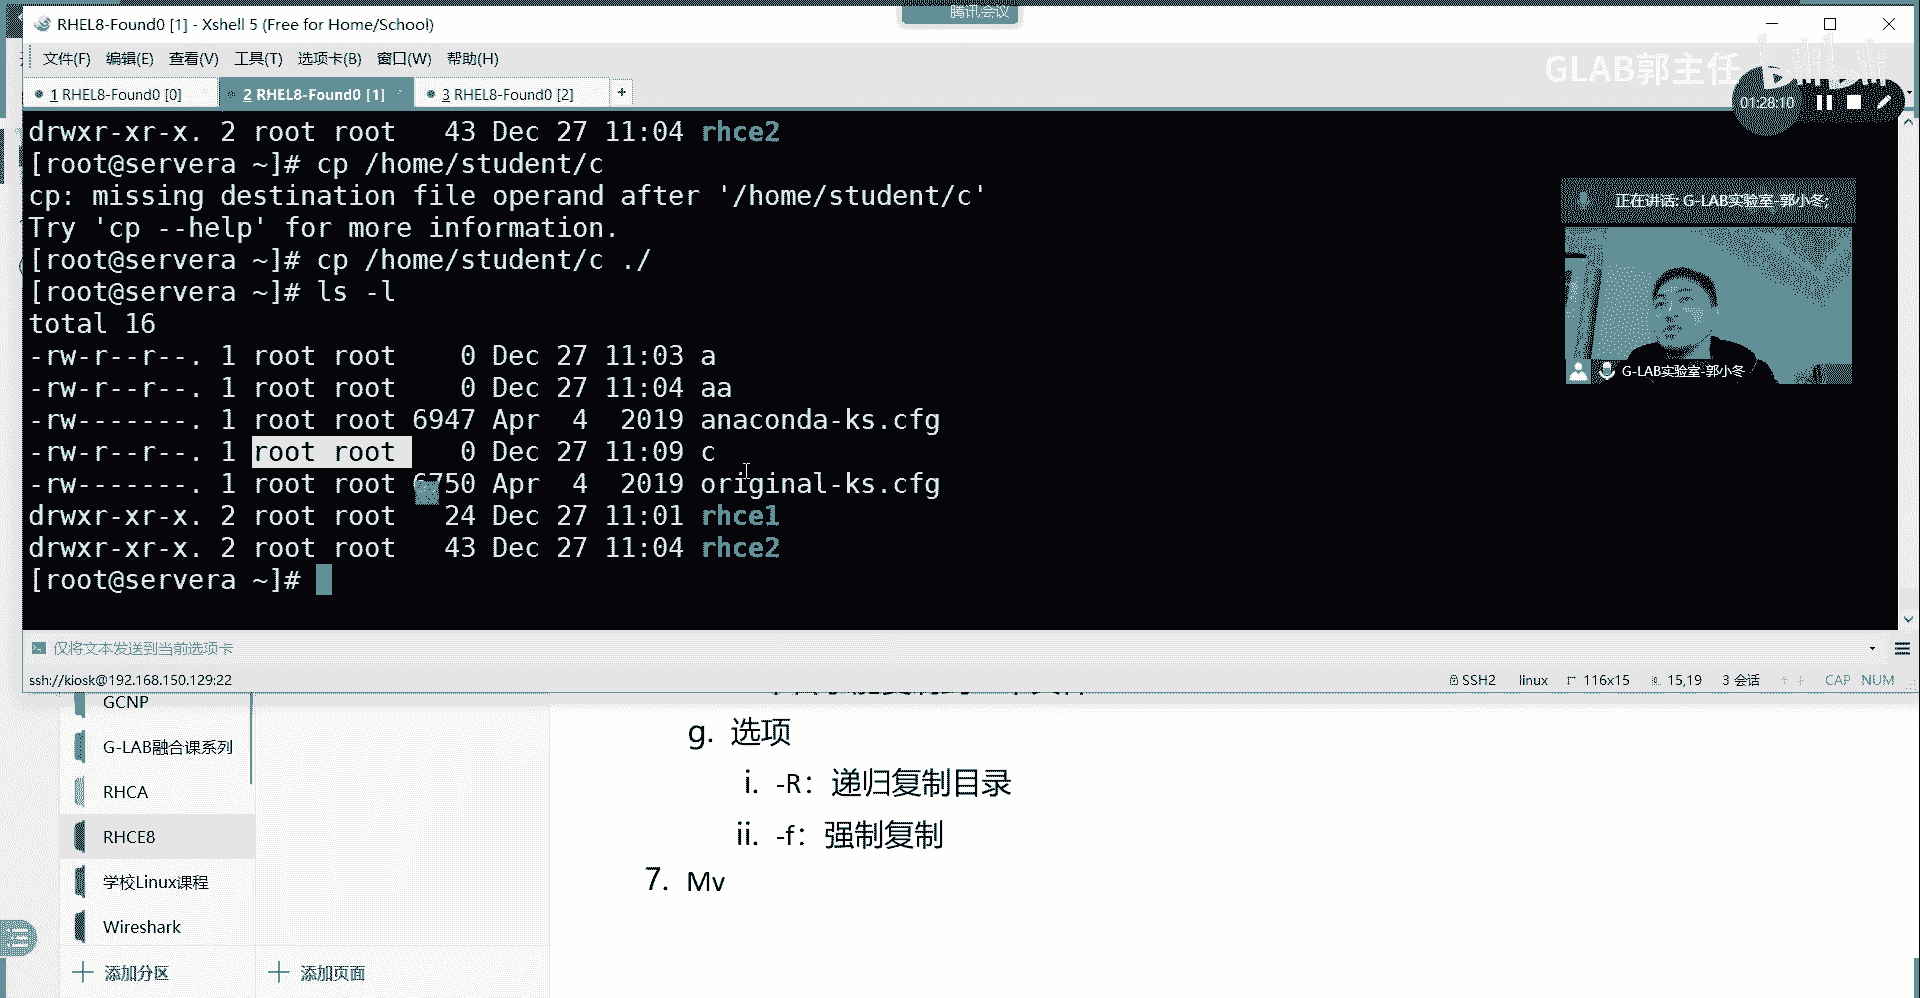 腾讯会议
RHEL8-Found0 [1] - Xshell 5 (Free for Home/School)
文件(F) 编辑(E) 查看(V) 工具(T) 选项卡(B) 窗口(W) 帮助(H)
GLAB郭主任
bilibili
1 RHEL8-Found0 [0] 2 RHEL8-Found0 [1] 3 RHEL8-Found0 [2] +
01:28:10
drwxr-xr-x. 2 root root 43 Dec 27 11:04 rhce2
[root@servera ~]# cp /home/student/c
cp: missing destination file operand after '/home/student/c'
Try 'cp --help' for more information.
[root@servera ~]# cp /home/student/c ./
[root@servera ~]# ls -l
total 16
-rw-r--r--. 1 root root 0 Dec 27 11:03 a
-rw-r--r--. 1 root root 0 Dec 27 11:04 aa
-rw-------. 1 root root 6947 Apr 4 2019 anaconda-ks.cfg
-rw-r--r--. 1 root root 0 Dec 27 11:09 c
-rw-------. 1 root root 6750 Apr 4 2019 original-ks.cfg
drwxr-xr-x. 2 root root 24 Dec 27 11:01 rhce1
drwxr-xr-x. 2 root root 43 Dec 27 11:04 rhce2
[root@servera ~]#
正在讲话: G-LAB实验室-郭小冬;
G-LAB实验室-郭小冬
仅将文本发送到当前选项卡
ssh://kiosk@192.168.150.129:22 SSH2 linux 116x15 15,19 3 会话 CAP NUM
GCNP
G-LAB融合课系列
RHCA
RHCE8
学校Linux课程
Wireshark
添加分区 添加页面
g. 选项
i. -R：递归复制目录
ii. -f：强制复制
7. Mv